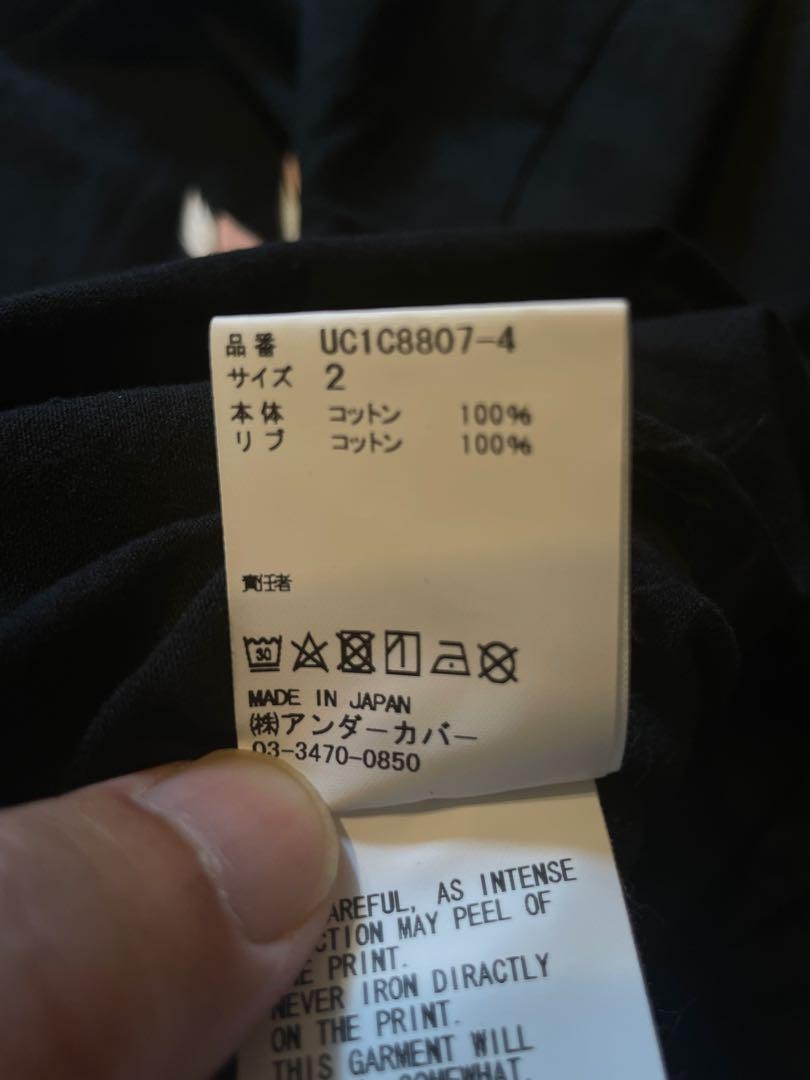 品番 UC1C8807-4
サイズ 2
本体 コットン 100%
リブ コットン 100%
責任者
30
MADE IN JAPAN
(株)アンダーカバー
03-3470-0850
AS INTENSE
MAY PEEL OF
PRINT.
NEVER IRON DIRACTLY
ON THE PRINT.
THIS GARMENT WILL
SOMEWHAT.